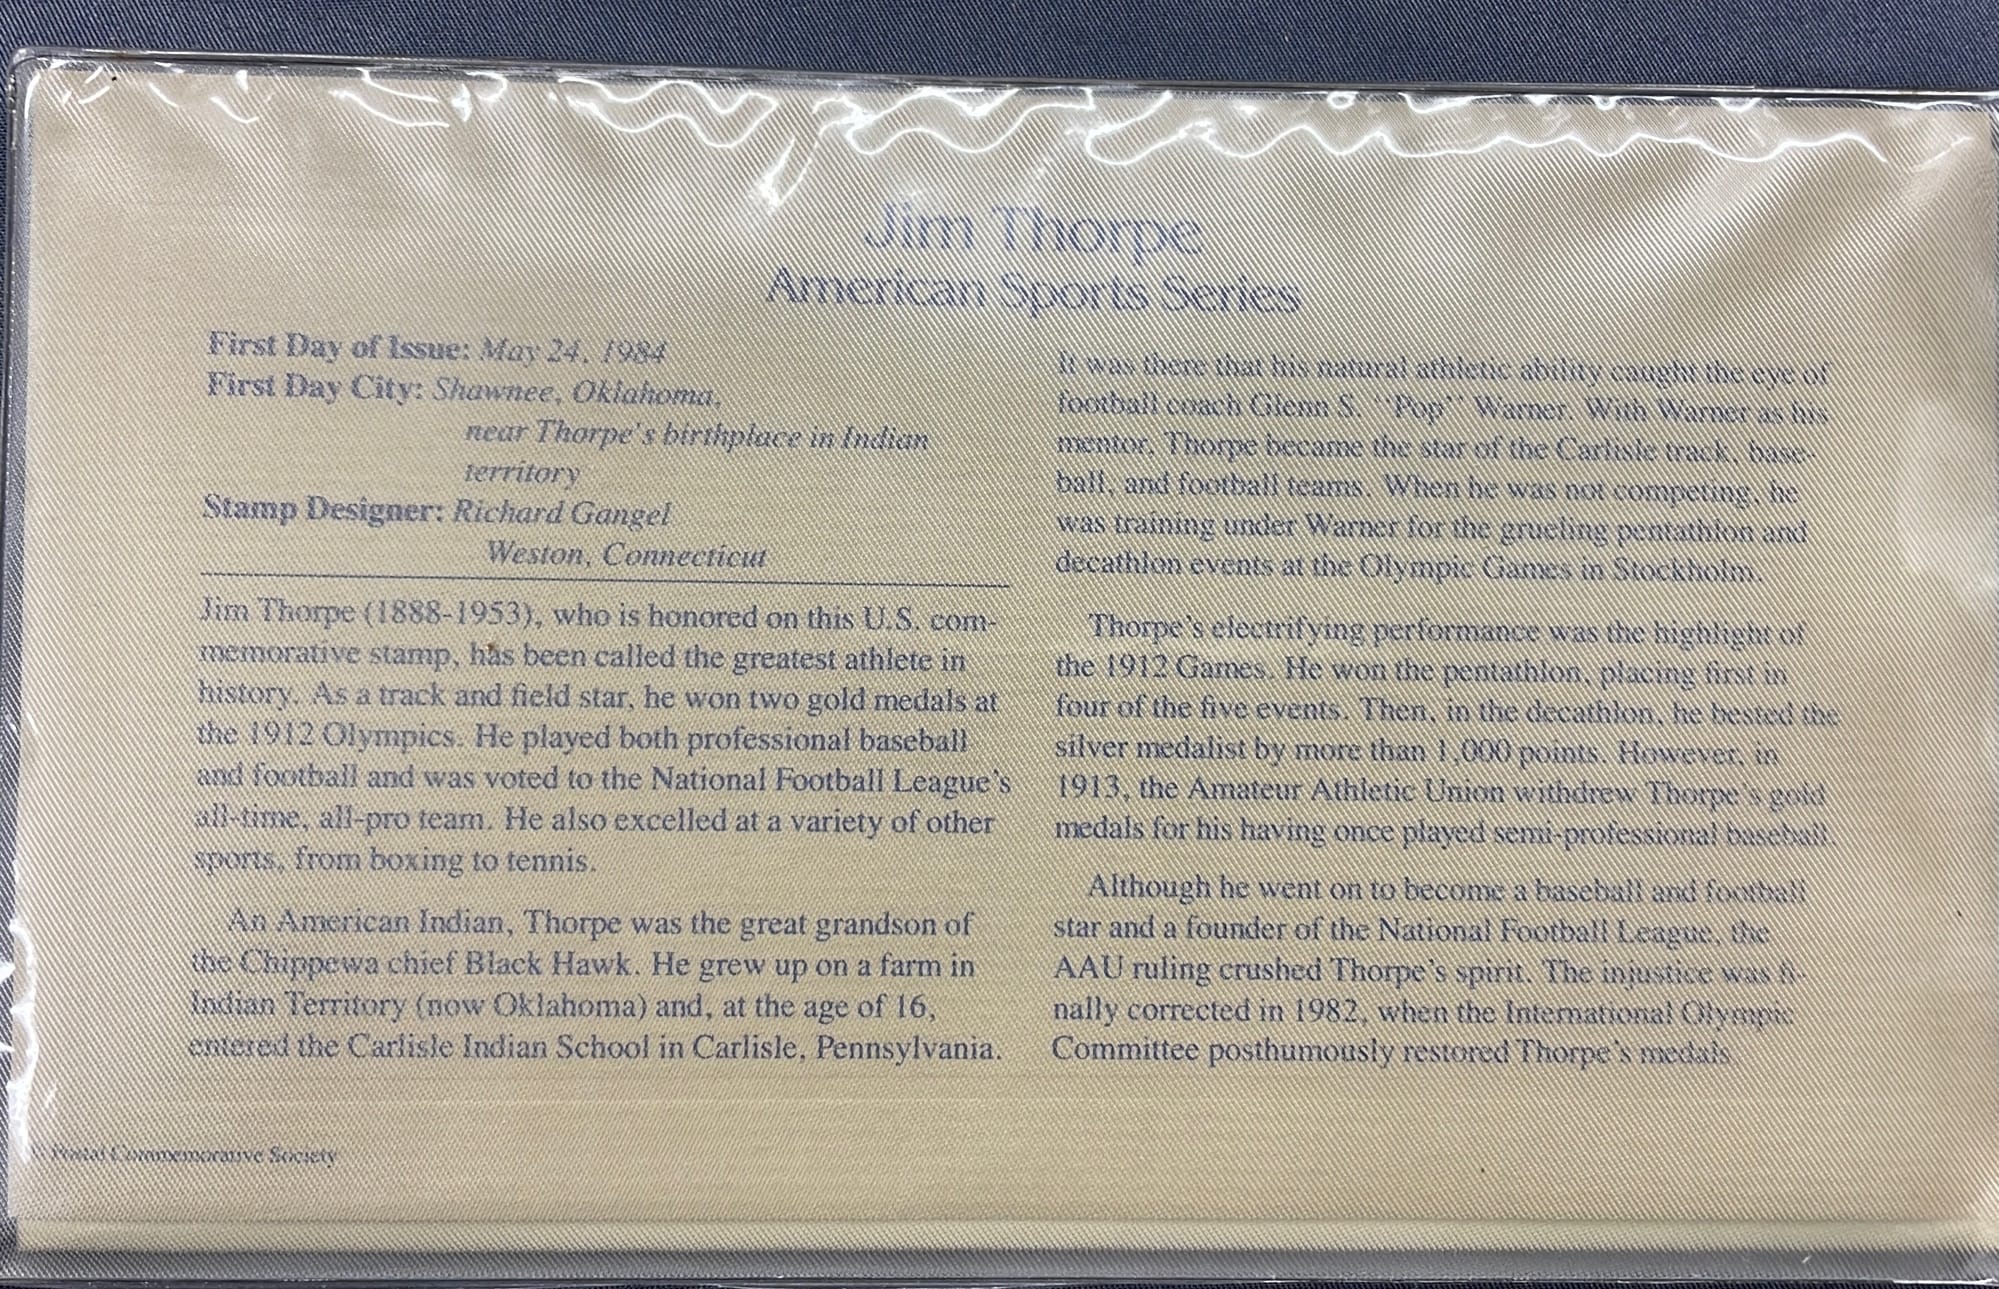 Jim Thorpe
American Sports Series
First Day of Issue: May 24, 1984
First Day City: Shawnee, Oklahoma,
near Thorpe's birthplace in Indian
territory
Stamp Designer: Richard Gangel
Weston, Connecticut
Jim Thorpe (1888-1953), who is honored on this U.S. com-
memorative stamp, has been called the greatest athlete in
history. As a track and field star, he won two gold medals at
the 1912 Olympics. He played both professional baseball
and football and was voted to the National Football League's
all-time, all-pro team. He also excelled at a variety of other
sports, from boxing to tennis.
An American Indian, Thorpe was the great grandson of
the Chippewa chief Black Hawk. He grew up on a farm in
Indian Territory (now Oklahoma) and, at the age of 16,
entered the Carlisle Indian School in Carlisle, Pennsylvania.
It was there that his natural athletic ability caught the eye of
football coach Glenn S. "Pop" Warner. With Warner as his
mentor, Thorpe became the star of the Carlisle track, base-
ball, and football teams. When he was not competing, he
was training under Warner for the grueling pentathlon and
decathlon events at the Olympic Games in Stockholm.
Thorpe's electrifying performance was the highlight of
the 1912 Games. He won the pentathlon, placing first in
four of the five events. Then, in the decathlon, he bested the
silver medalist by more than 1,000 points. However, in
1913, the Amateur Athletic Union withdrew Thorpe's gold
medals for his having once played semi-professional baseball.
Although he went on to become a baseball and football
star and a founder of the National Football League, the
AAU ruling crushed Thorpe's spirit. The injustice was fi-
nally corrected in 1982, when the International Olympic
Committee posthumously restored Thorpe's medals.
© Postal Commemorative Society